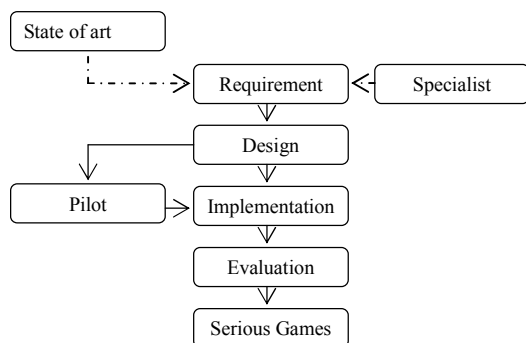 State of art
Requirement
Specialist
Design
Pilot
Implementation
Evaluation
Serious Games